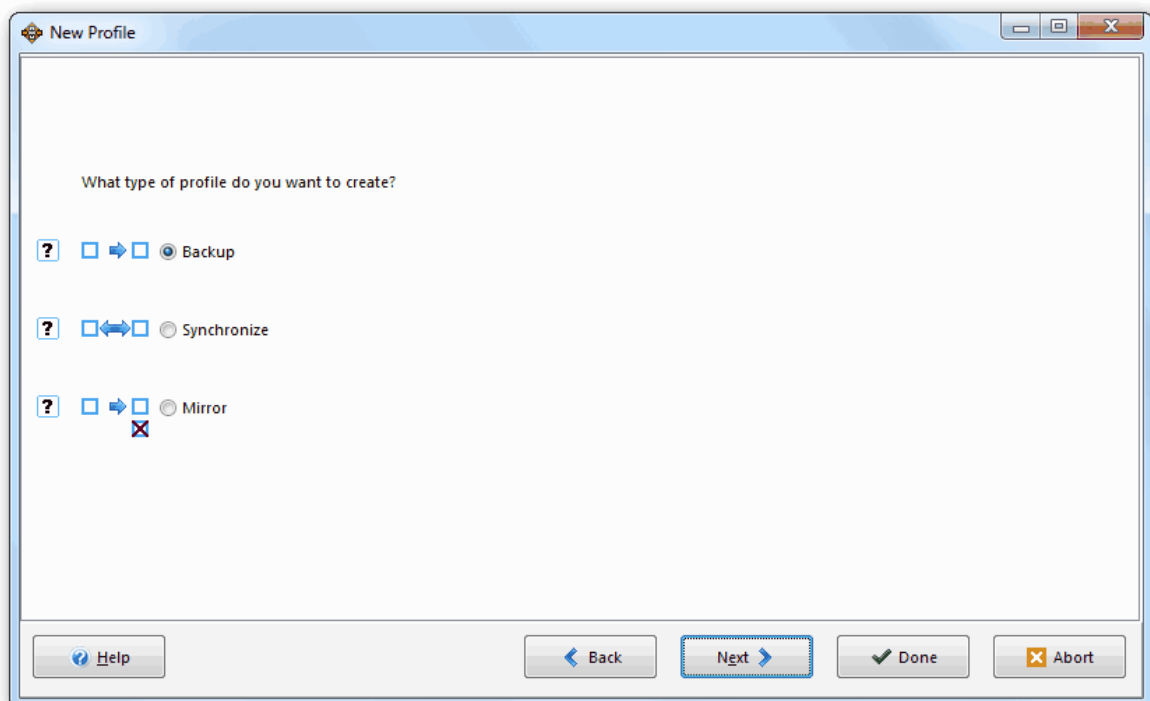 New Profile
What type of profile do you want to create?
? Backup
? Synchronize
? Mirror
Help
Back
Next
Done
Abort